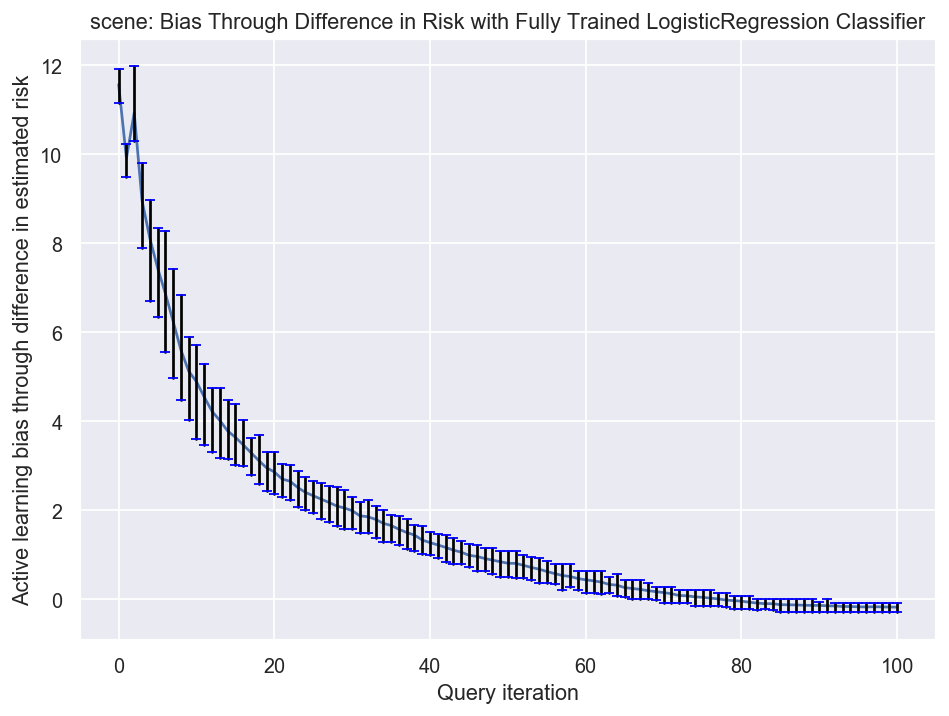 scene: Bias Through Difference in Risk with Fully Trained LogisticRegression Classifier
Active learning bias through difference in estimated risk
12
10
8
6
4
2
0
0 20 40 60 80 100
Query iteration